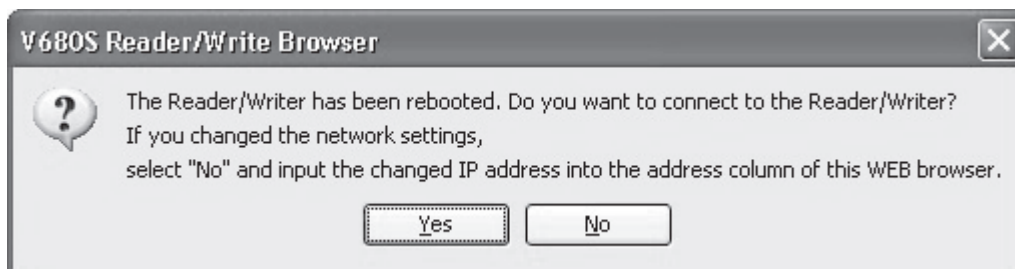 V680S Reader/Write Browser
The Reader/Writer has been rebooted. Do you want to connect to the Reader/Writer?
If you changed the network settings,
select "No" and input the changed IP address into the address column of this WEB browser.
Yes
No